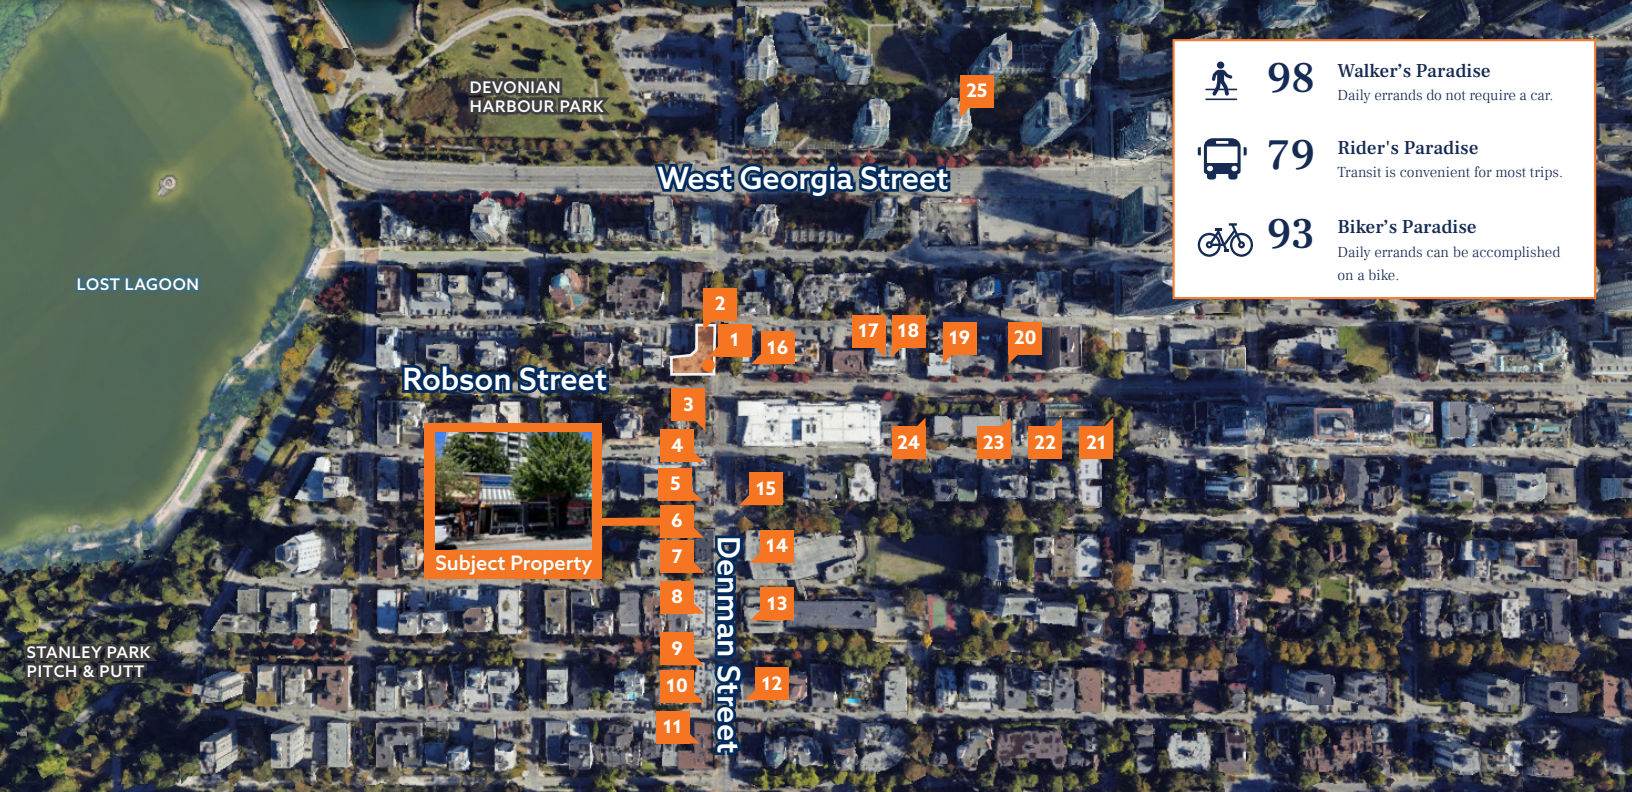 DEVONIAN
HARBOUR PARK
25
West Georgia Street
98
Walker's Paradise
Daily errands do not require a car.
79
Rider's Paradise
Transit is convenient for most trips.
93
Biker's Paradise
Daily errands can be accomplished
on a bike.
LOST LAGOON
2
1
16
17
18
19
20
Robson Street
3
4
5
6
7
8
9
10
11
24
23
22
21
15
14
13
12
Subject Property
Denman Street
STANLEY PARK
PITCH & PUTT